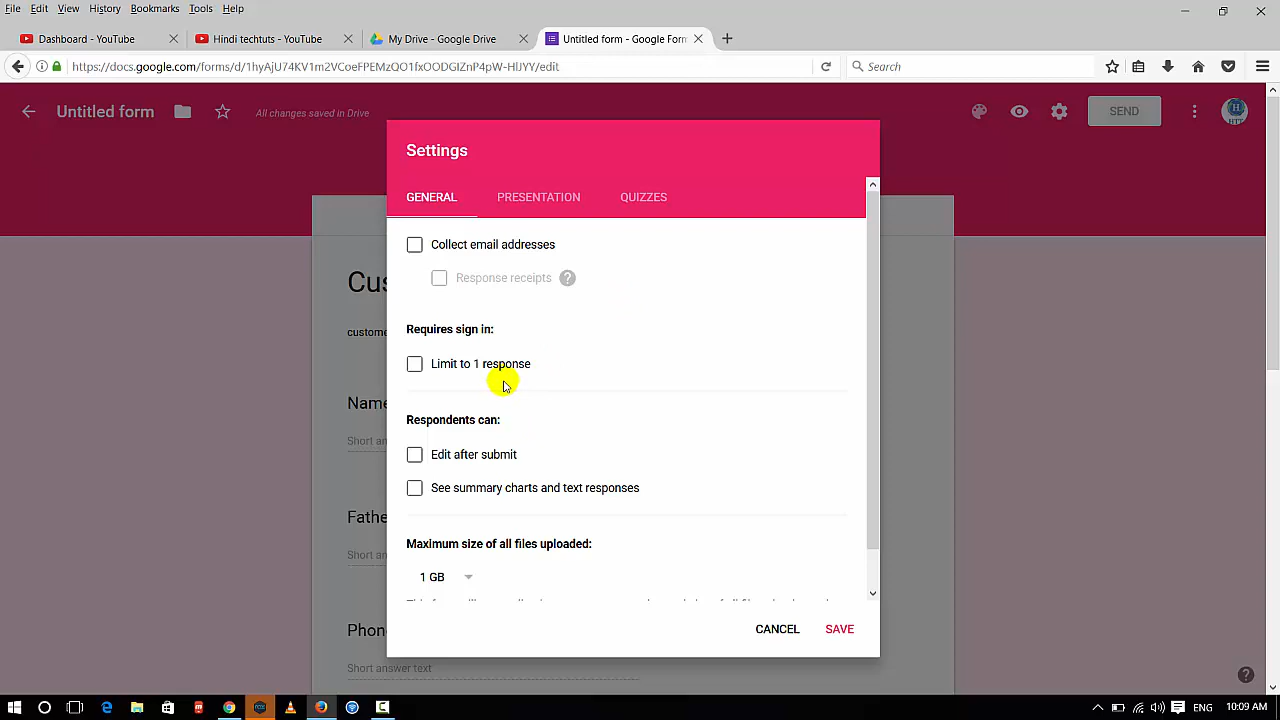 File Edit View History Bookmarks Tools Help
Dashboard - YouTube
Hindi techtuts - YouTube
My Drive - Google Drive
Untitled form - Google Form
https://docs.google.com/forms/d/1hyAjU74KV1m2VCoeFPEMzQO1fxOODGIZnP4pW-HlJYY/edit
Search
Untitled form
All changes saved in Drive
SEND
Settings
GENERAL PRESENTATION QUIZZES
Collect email addresses
Response receipts ?
Requires sign in:
Limit to 1 response
Respondents can:
Edit after submit
See summary charts and text responses
Maximum size of all files uploaded:
1 GB
CANCEL SAVE
Cus
custome
Name
Short an
Fathe
Short an
Phon
Short answer text
ENG 10:09 AM